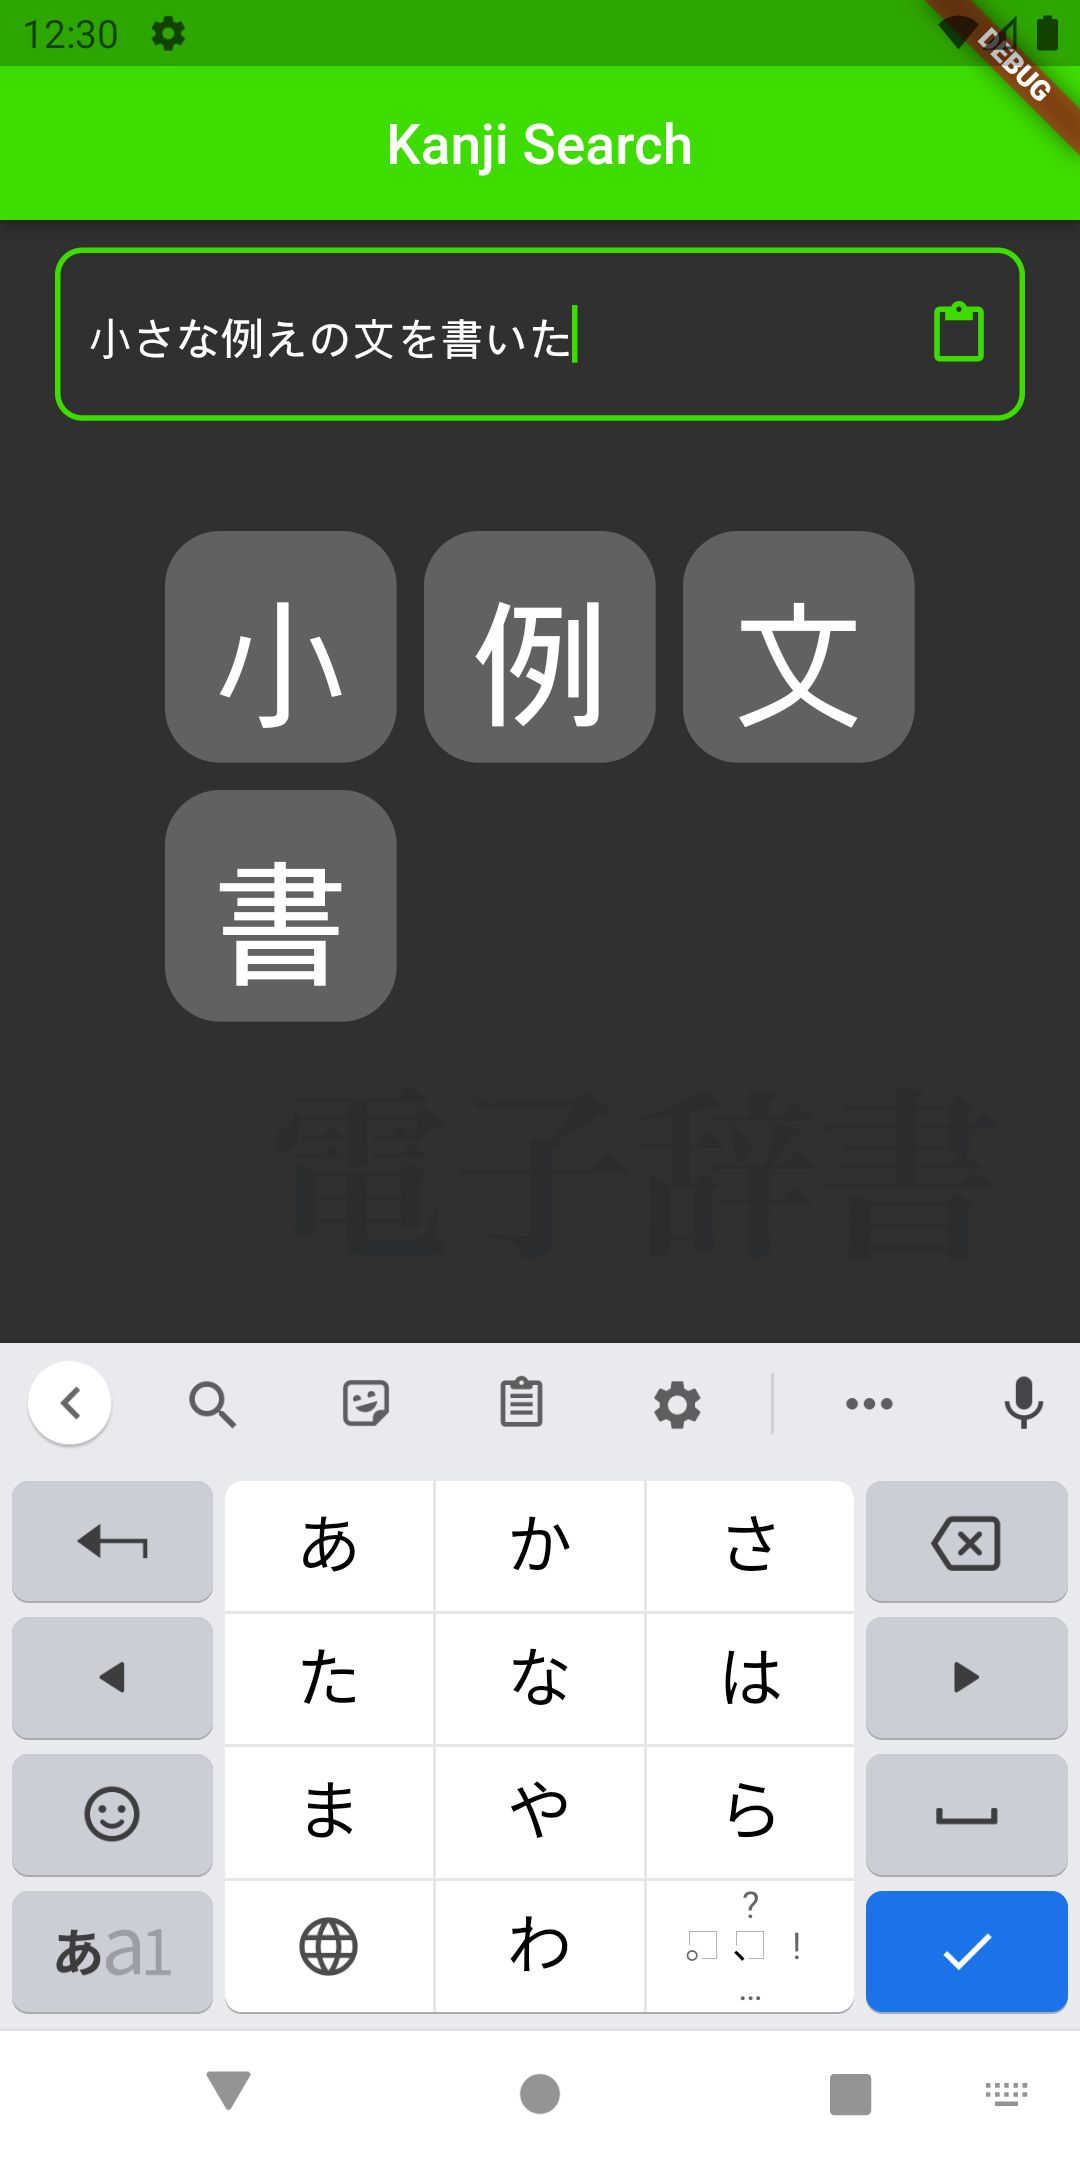 12:30
DEBUG
Kanji Search
小さな例えの文を書いた
小 例 文
書
電子辞書
あ か さ
た な は
ま や ら
あa1 わ 。、?!…